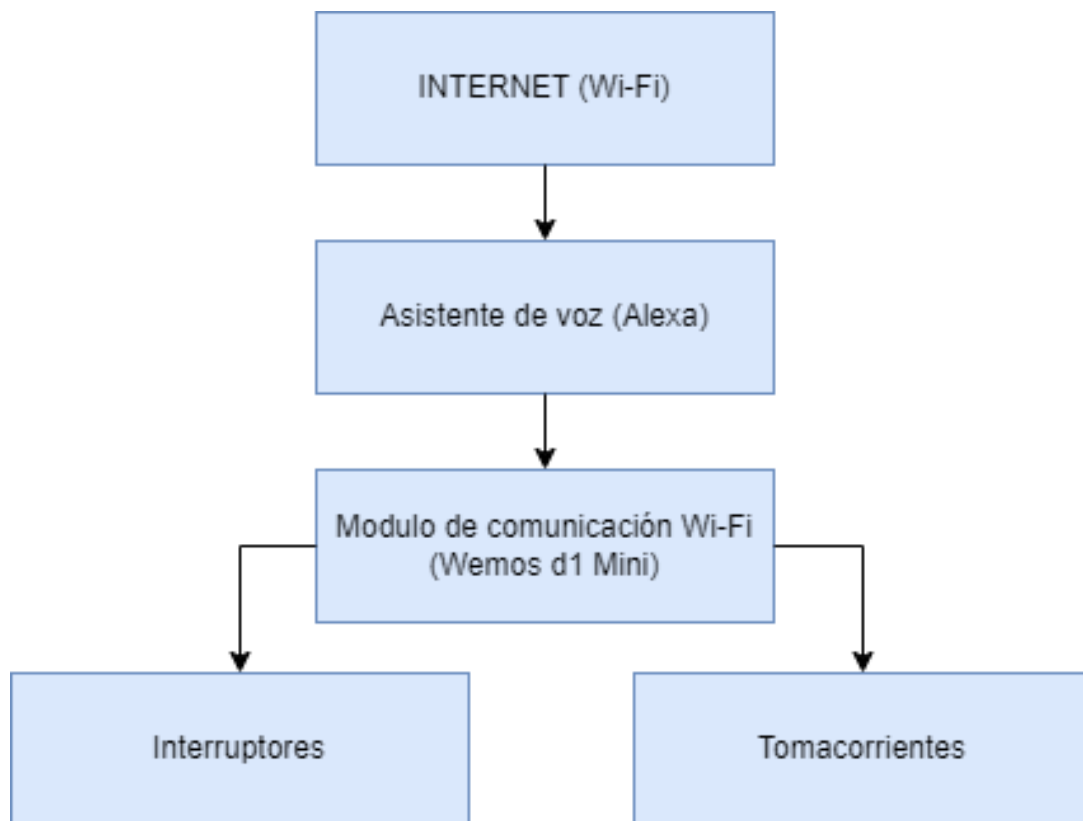 INTERNET (Wi-Fi)
Asistente de voz (Alexa)
Modulo de comunicación Wi-Fi
(Wemos d1 Mini)
Interruptores
Tomacorrientes